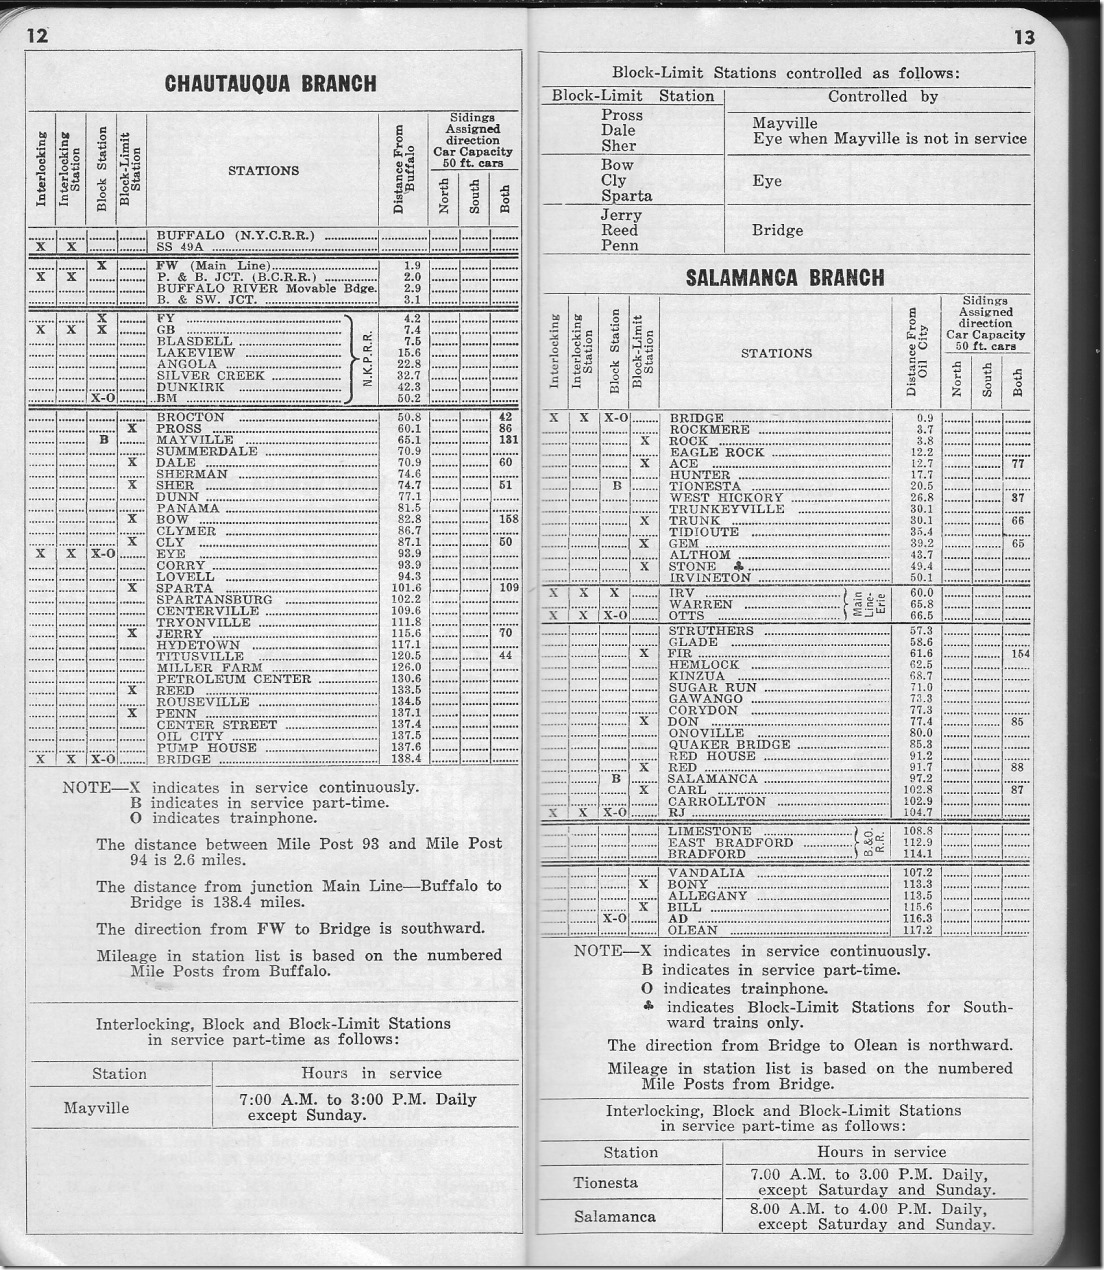 12
CHAUTAUQUA BRANCH
Interlocking
Interlocking Station
Block Station
Block-Limit Station
STATIONS
Distance From Buffalo
Sidings
Assigned
direction
Car Capacity
50 ft. cars
North
South
Both
BUFFALO (N.Y.C.R.R.)
X X SS 49A
X FW (Main Line) 1.9
X X P. & B. JCT. (B.C.R.R.) 2.0
BUFFALO RIVER Movable Bdge. 2.9
B. & SW. JCT. 3.1
X FY 4.2
X X X GB 7.4
BLASDELL 7.5
LAKEVIEW 15.6
ANGOLA 22.8
SILVER CREEK 32.7
DUNKIRK 42.3
X-O BM 50.2
N.K.P.R.R.
BROCTON 50.8 42
X PROSS 60.1 86
B MAYVILLE 65.1 131
SUMMERDALE 70.9
X DALE 70.9 60
SHERMAN 74.6
X SHER 74.7 51
DUNN 77.1
PANAMA 81.5
X BOW 82.8 158
CLYMER 86.7
X CLY 87.1 50
X X X-O EYE 93.9
CORRY 93.9
LOVELL 94.3
X SPARTA 101.6 109
SPARTANSBURG 102.2
CENTERVILLE 109.6
TRYONVILLE 111.8
X JERRY 115.6 70
HYDETOWN 117.1
TITUSVILLE 120.5 44
MILLER FARM 126.0
PETROLEUM CENTER 130.6
X REED 133.5
ROUSEVILLE 134.5
X PENN 137.1
CENTER STREET 137.4
OIL CITY 137.5
PUMP HOUSE 137.6
X X X-O BRIDGE 138.4
NOTE—X indicates in service continuously.
B indicates in service part-time.
O indicates trainphone.
The distance between Mile Post 93 and Mile Post
94 is 2.6 miles.
The distance from junction Main Line—Buffalo to
Bridge is 138.4 miles.
The direction from FW to Bridge is southward.
Mileage in station list is based on the numbered
Mile Posts from Buffalo.
Interlocking, Block and Block-Limit Stations
in service part-time as follows:
Station Hours in service
Mayville 7:00 A.M. to 3:00 P.M. Daily
except Sunday.
13
Block-Limit Stations controlled as follows:
Block-Limit Station Controlled by
Pross
Dale
Sher
Mayville
Eye when Mayville is not in service
Bow
Cly
Sparta
Eye
Jerry
Reed
Penn
Bridge
SALAMANCA BRANCH
Interlocking
Interlocking Station
Block Station
Block-Limit Station
STATIONS
Distance From Oil City
Sidings
Assigned
direction
Car Capacity
50 ft. cars
North
South
Both
X X X-O BRIDGE 0.9
ROCKMERE 3.7
X ROCK 3.8
EAGLE ROCK 12.2
X ACE 12.7 77
HUNTER 17.7
B TIONESTA 20.5
WEST HICKORY 26.8 37
TRUNKEYVILLE 30.1
X TRUNK 30.1 66
TIDIOUTE 35.4
X GEM 39.2 65
ALTHOM 43.7
X STONE ♣ 49.4
IRVINETON 50.1
X X X IRV 60.0
WARREN 65.8
X X X-O OTTS 66.5
Main Line-Erie
STRUTHERS 57.3
GLADE 58.6
X FIR 61.6 154
HEMLOCK 62.5
KINZUA 68.7
SUGAR RUN 71.0
GAWANGO 73.3
CORYDON 77.3
X DON 77.4 85
ONOVILLE 80.0
QUAKER BRIDGE 85.3
RED HOUSE 91.2
X RED 91.7 88
B SALAMANCA 97.2
X CARL 102.8 87
CARROLLTON 102.9
X X X-O RJ 104.7
LIMESTONE 108.8
EAST BRADFORD 112.9
BRADFORD 114.1
B.&O. R.R.
VANDALIA 107.2
X BONY 113.3
ALLEGANY 113.5
X BILL 115.6
X-O AD 116.3
OLEAN 117.2
NOTE—X indicates in service continuously.
B indicates in service part-time.
O indicates trainphone.
♣ indicates Block-Limit Stations for South-
ward trains only.
The direction from Bridge to Olean is northward.
Mileage in station list is based on the numbered
Mile Posts from Bridge.
Interlocking, Block and Block-Limit Stations
in service part-time as follows:
Station Hours in service
Tionesta 7.00 A.M. to 3.00 P.M. Daily,
except Saturday and Sunday.
Salamanca 8.00 A.M. to 4.00 P.M. Daily,
except Saturday and Sunday.